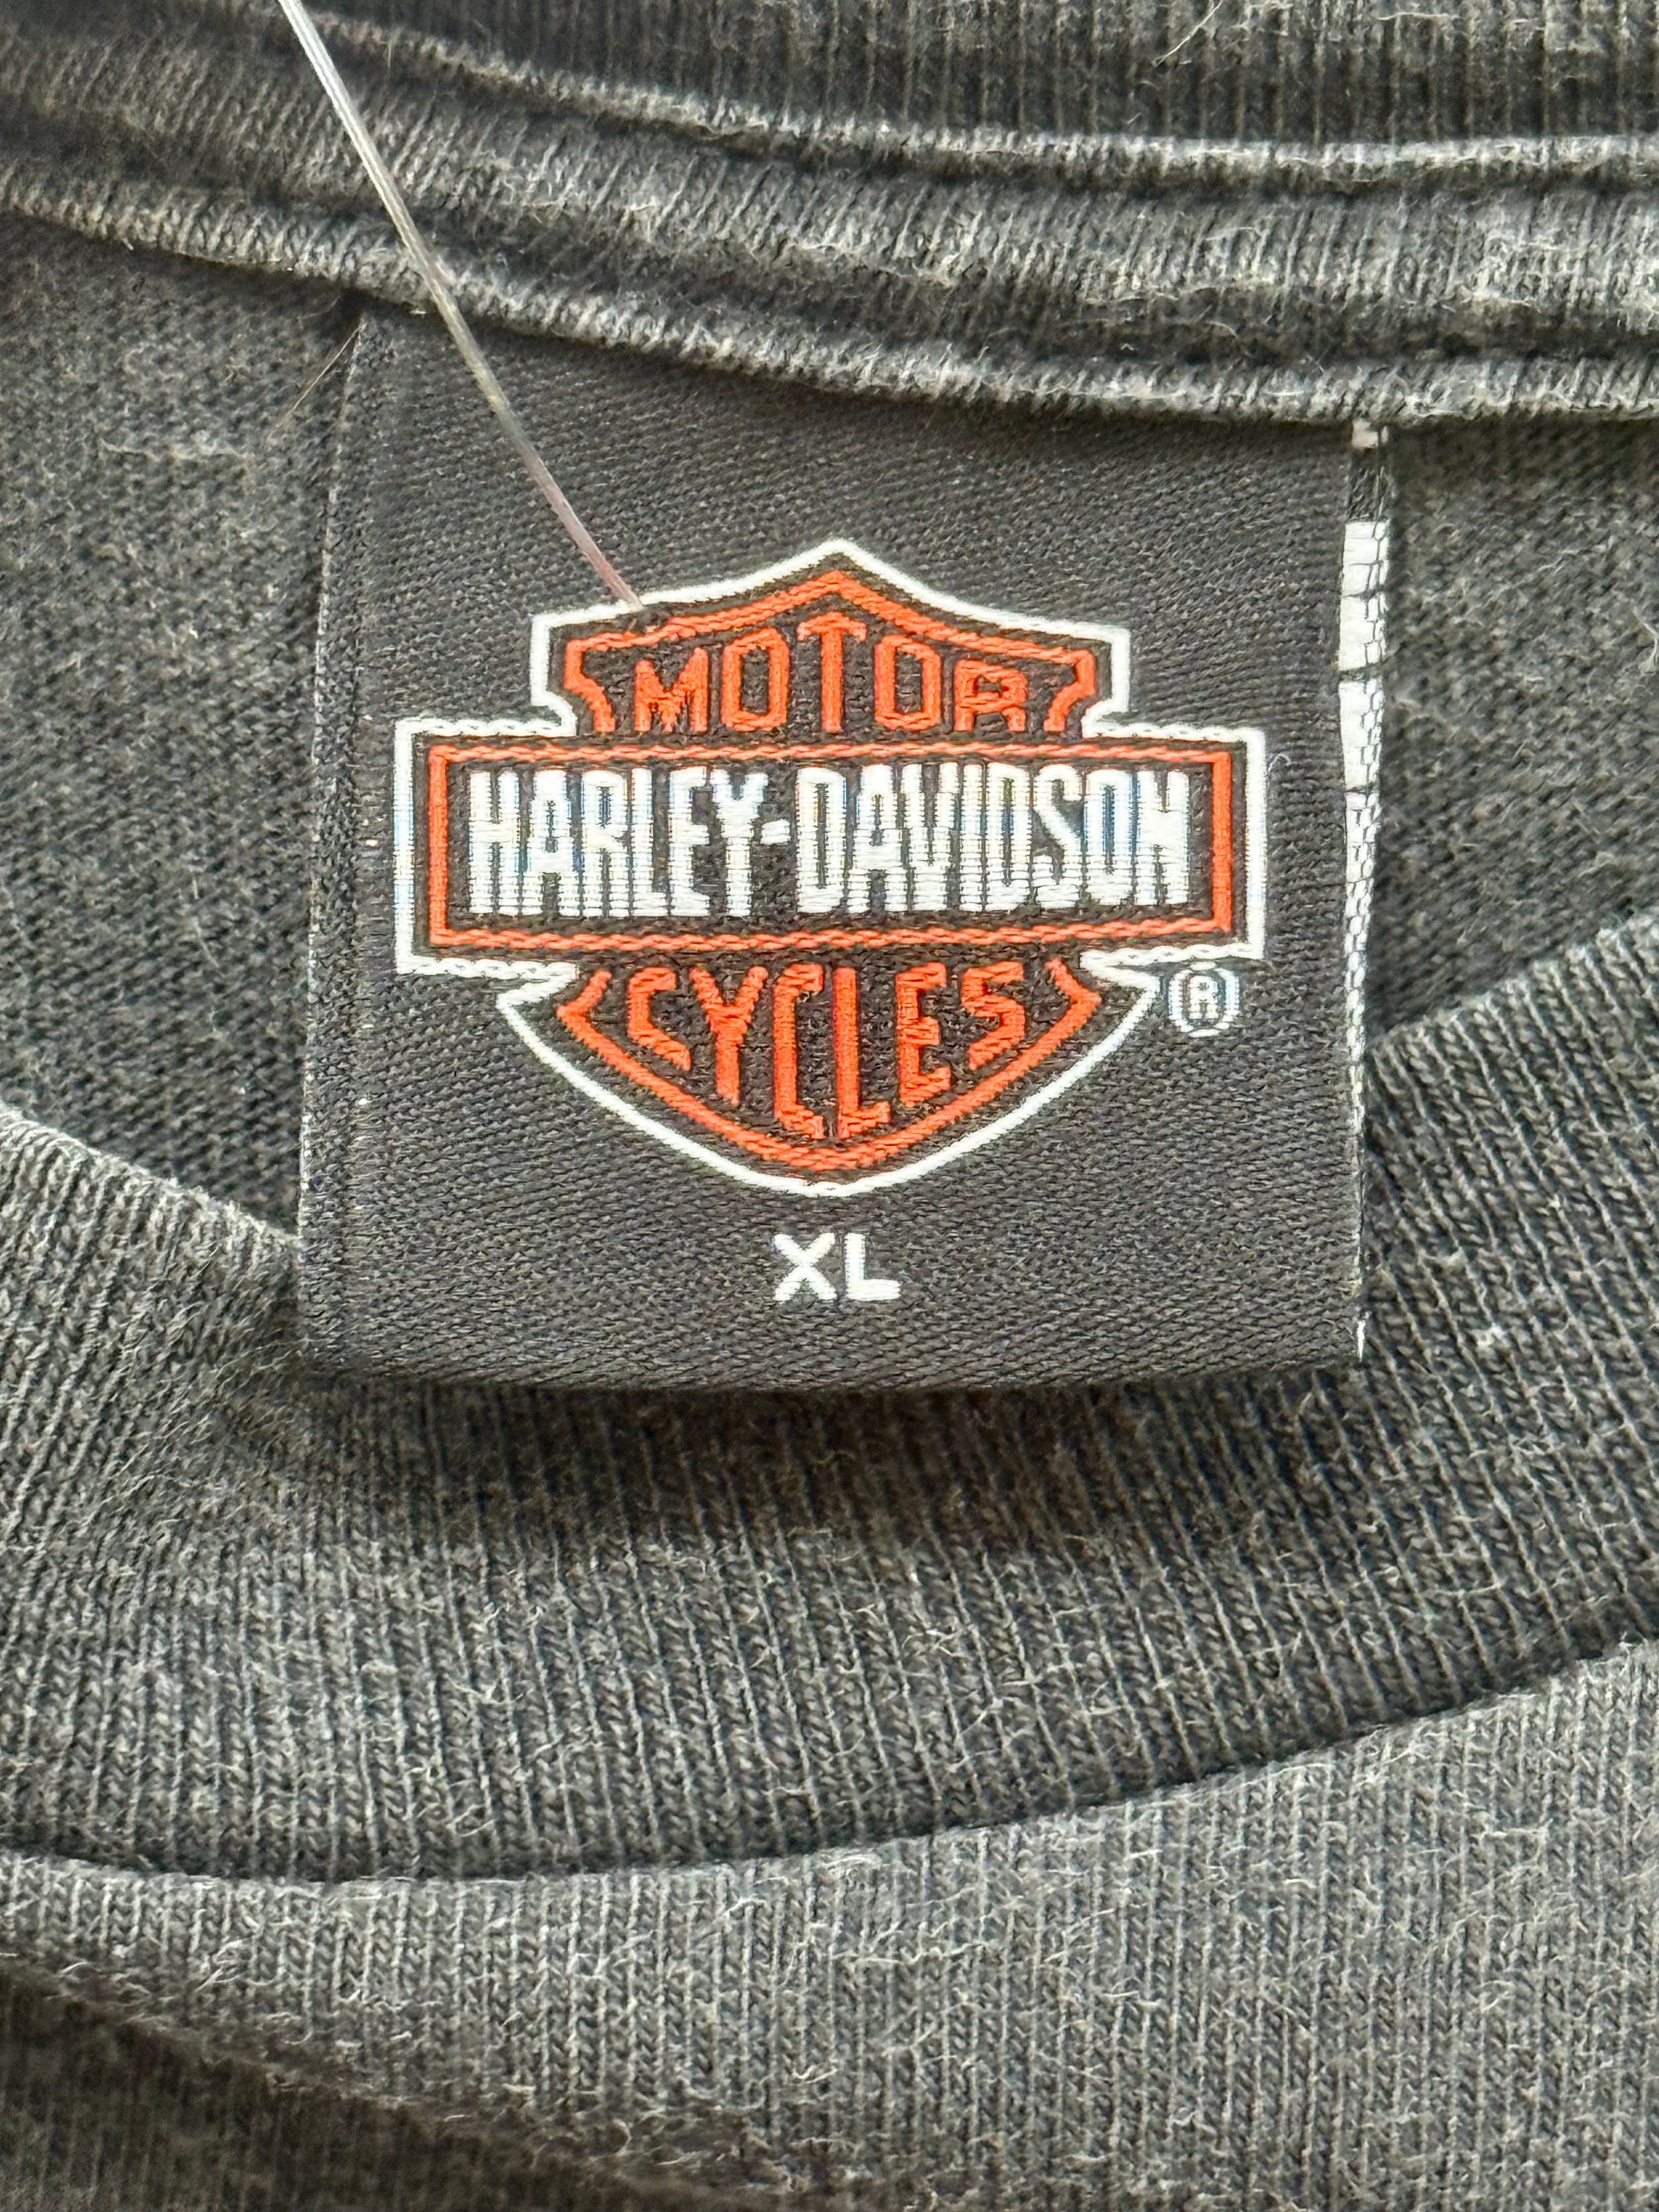 MOTOR
HARLEY-DAVIDSON
CYCLES
®
XL